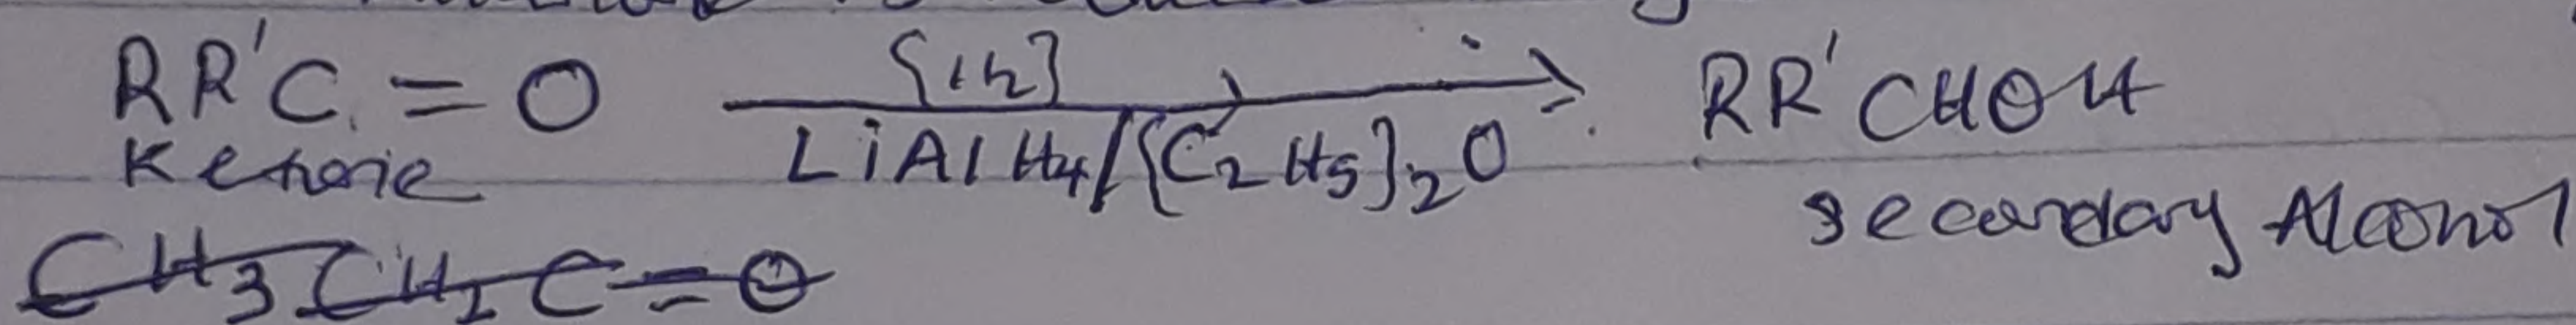 RR'C = O [H] → RR'CHOH
LiAlH4/[C2H5]2O
Ketone
secondary Alcohol
CH3CH2C=O